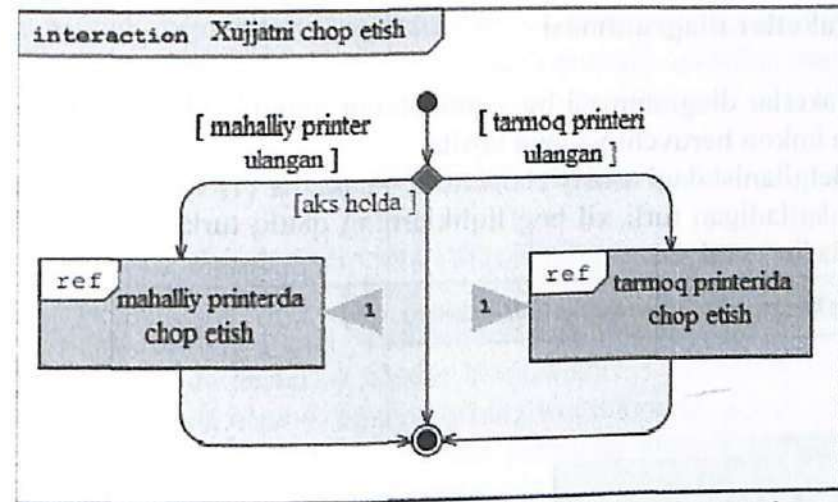 interaction Xujjatni chop etish
[ mahalliy printer
ulangan ]
[ tarmoq printeri
ulangan ]
[aks holda]
ref
mahalliy printerda
chop etish
1
1
ref
tarmoq printerida
chop etish